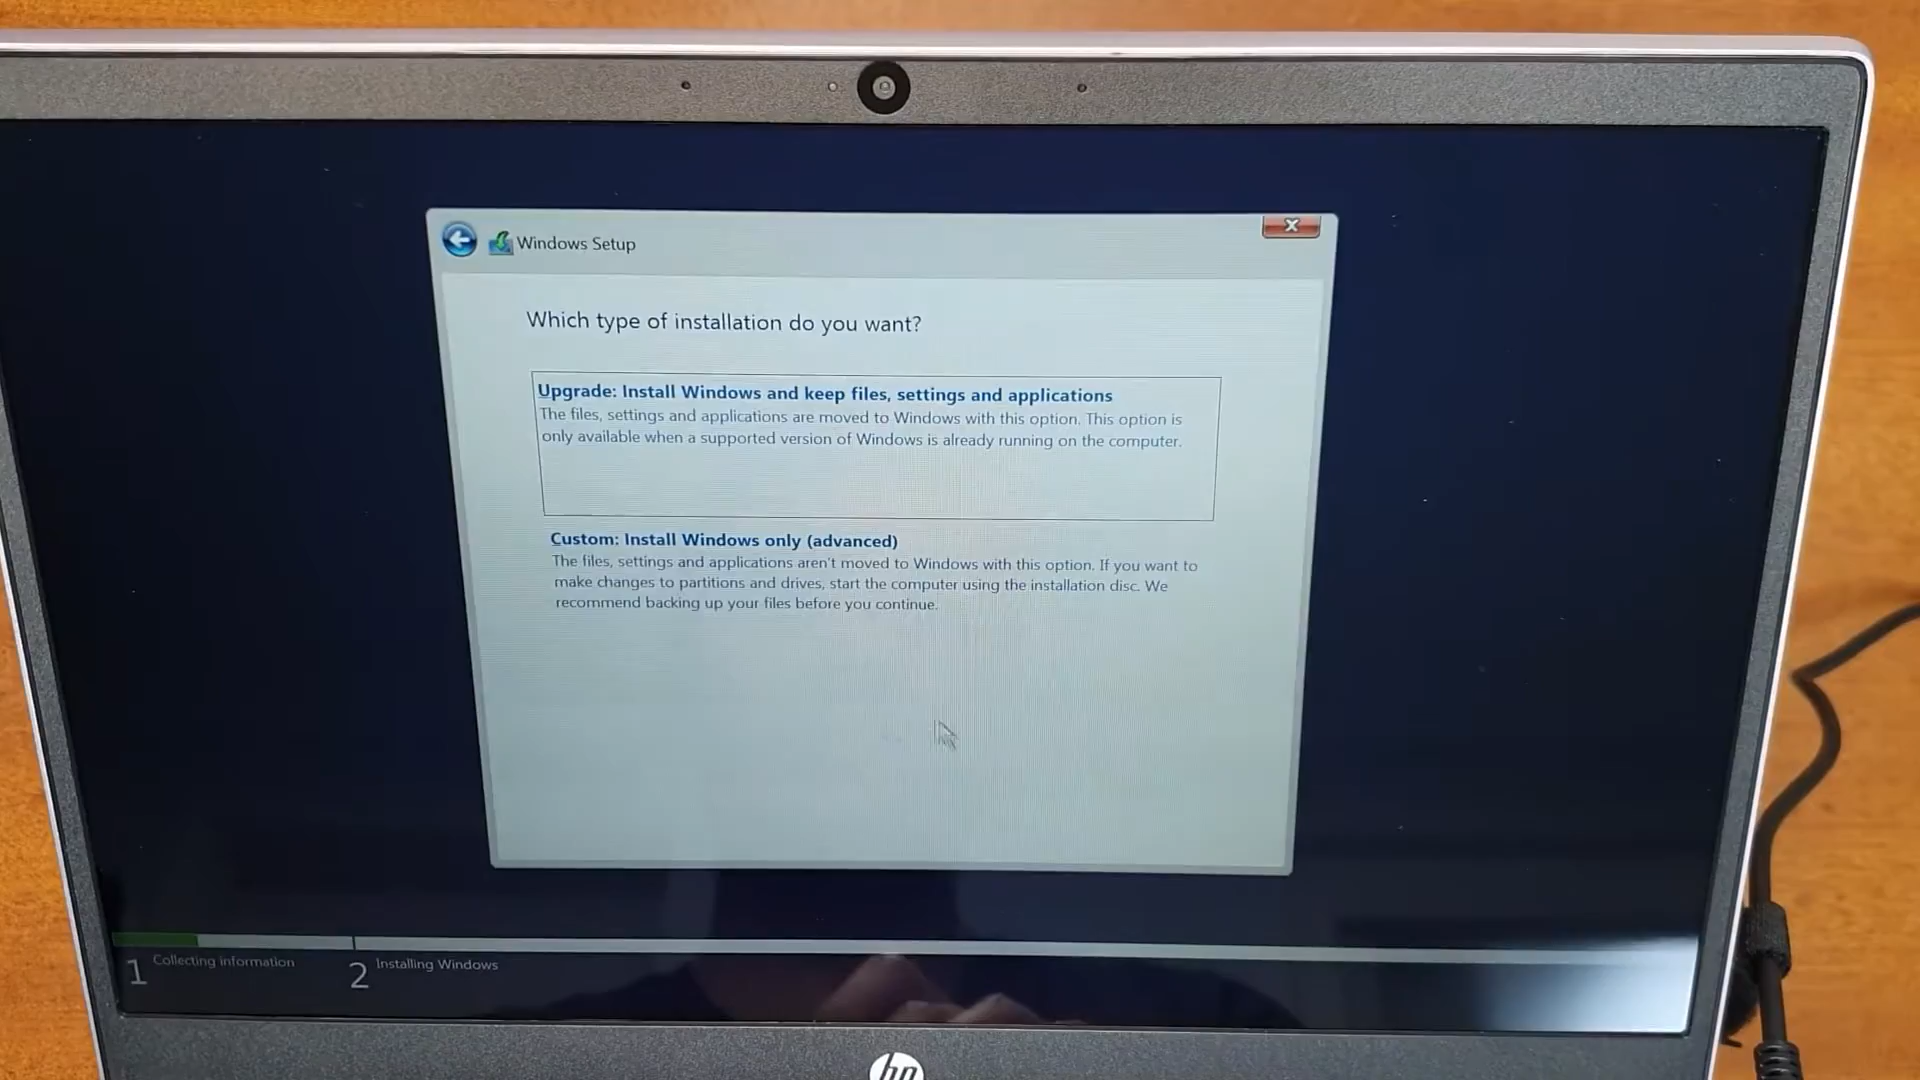 Windows Setup
Which type of installation do you want?
Upgrade: Install Windows and keep files, settings and applications
The files, settings and applications are moved to Windows with this option. This option is
only available when a supported version of Windows is already running on the computer.
Custom: Install Windows only (advanced)
The files, settings and applications aren't moved to Windows with this option. If you want to
make changes to partitions and drives, start the computer using the installation disc. We
recommend backing up your files before you continue.
1 Collecting information
2 Installing Windows
hp